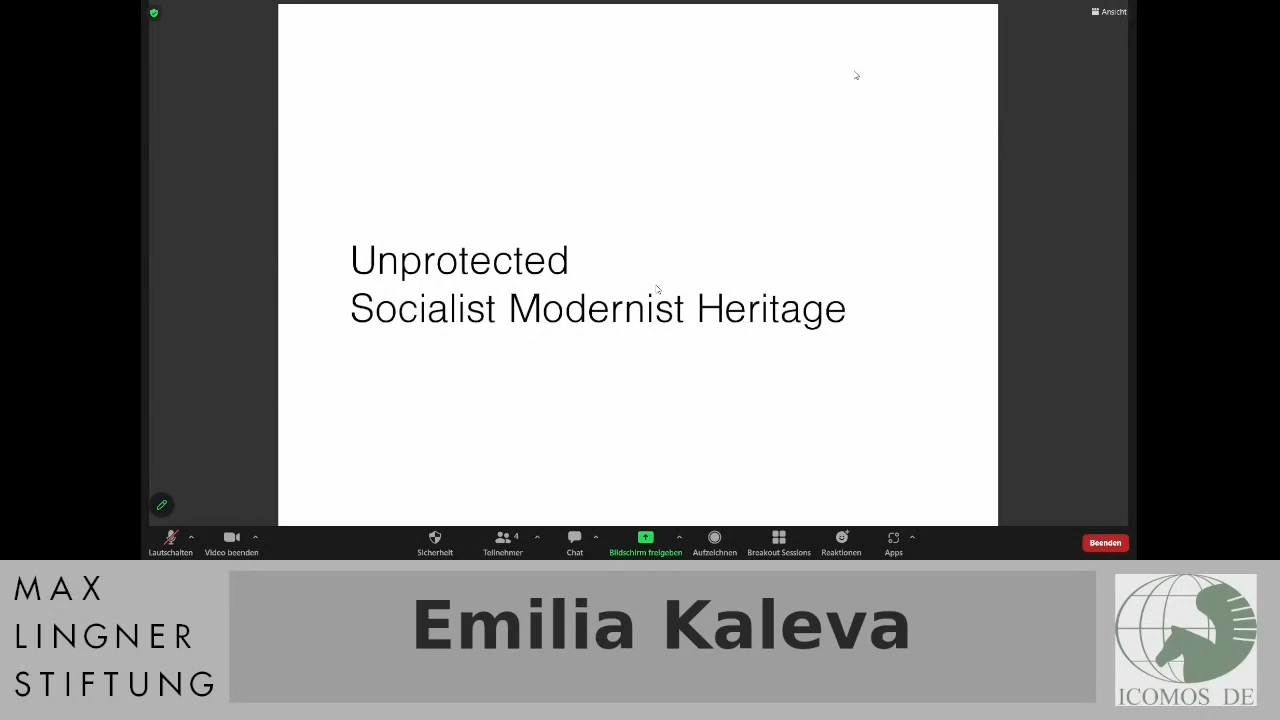 Ansicht
Unprotected
Socialist Modernist Heritage
4
Lautschalten
Video beenden
Sicherheit
Teilnehmer
Chat
Bildschirm freigeben
Aufzeichnen
Breakout Sessions
Reaktionen
Apps
Beenden
MAX
LINGNER
STIFTUNG
Emilia Kaleva
ICOMOS DE